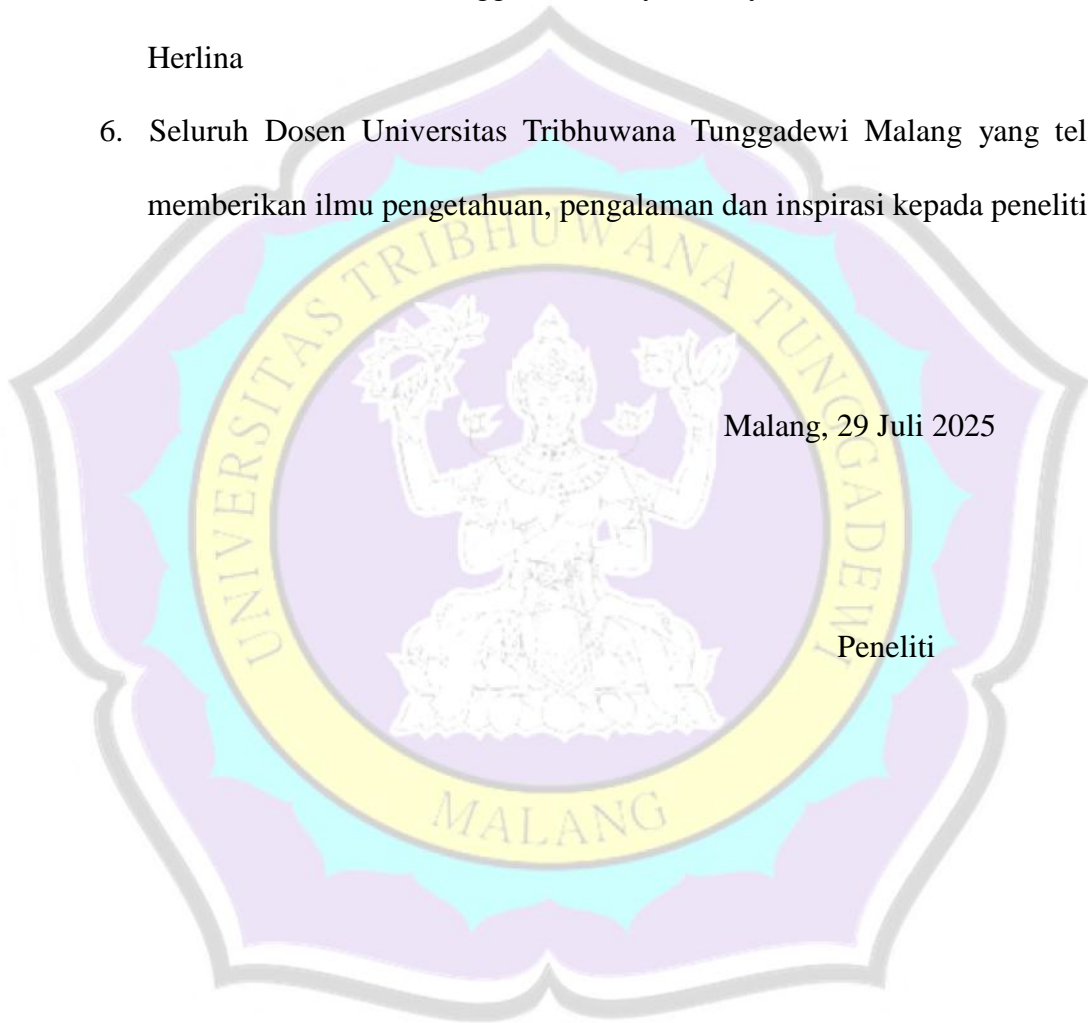 Herlina
6. Seluruh Dosen Universitas Tribhuwana Tunggadewi Malang yang tel
memberikan ilmu pengetahuan, pengalaman dan inspirasi kepada peneliti
UNIVERSITAS TRIBHUWANA TUNGGADEWI
Malang, 29 Juli 2025
Peneliti
MALANG